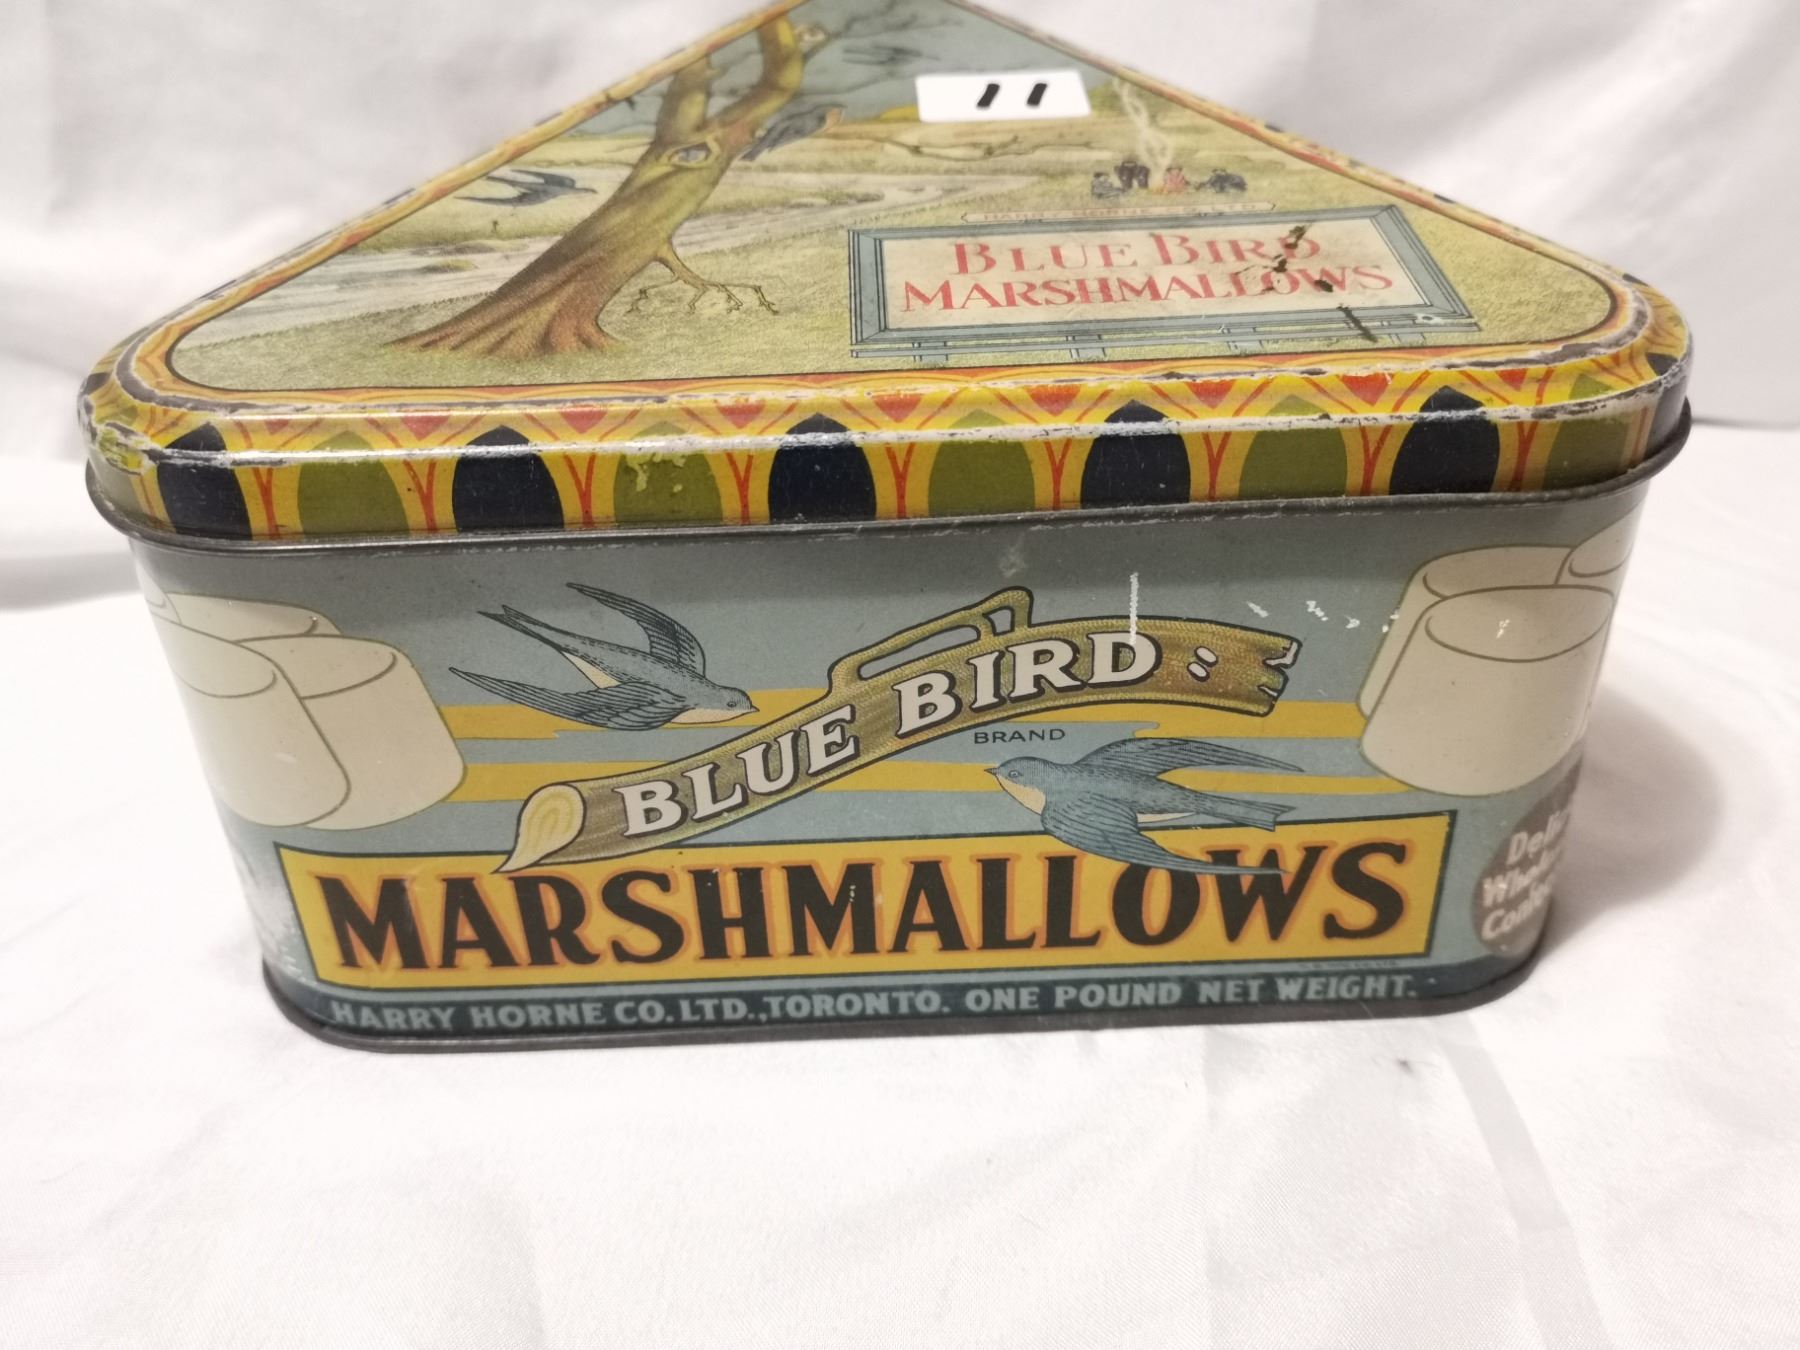 11
HARRY HORNE CO. LTD.
BLUE BIRD
MARSHMALLOWS
BLUE BIRD
BRAND
MARSHMALLOWS
HARRY HORNE CO. LTD., TORONTO. ONE POUND NET WEIGHT.